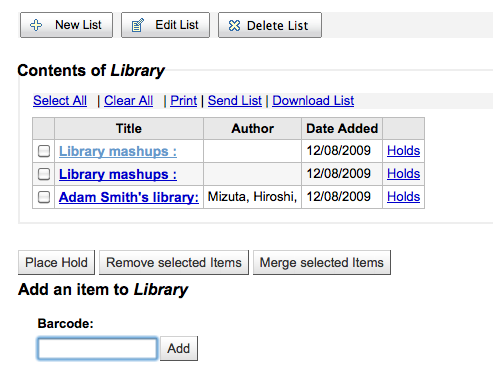 New List Edit List Delete List
Contents of Library
Select All | Clear All | Print | Send List | Download List
Title Author Date Added
Library mashups : 12/08/2009 Holds
Library mashups : 12/08/2009 Holds
Adam Smith's library: Mizuta, Hiroshi, 12/08/2009 Holds
Place Hold Remove selected Items Merge selected Items
Add an item to Library
Barcode:
Add